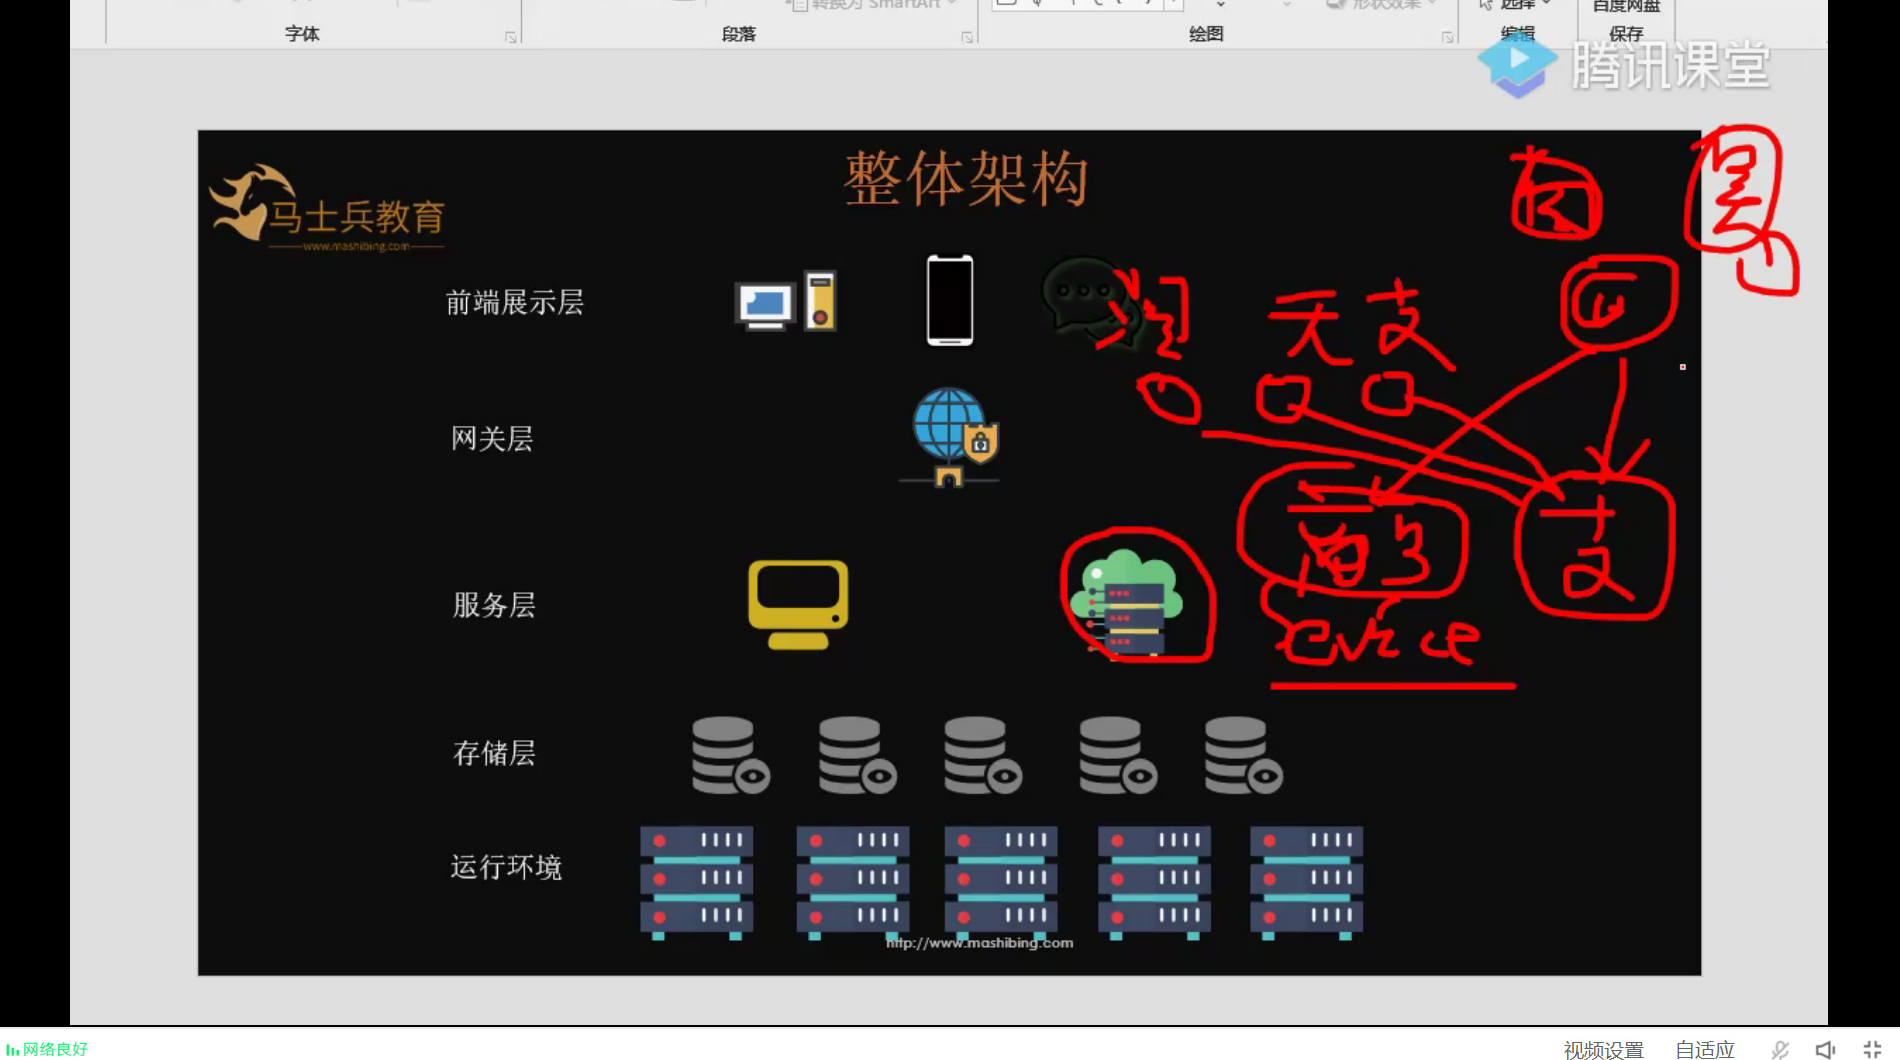 转换为 SmartArt
形状效果
选择
百度网盘
字体
段落
绘图
编辑
保存
腾讯课堂
整体架构
马士兵教育
www.mashibing.com
前端展示层
天 支
网关层
支
服务层
存储层
运行环境
http://www.mashibing.com
网络良好
视频设置
自适应